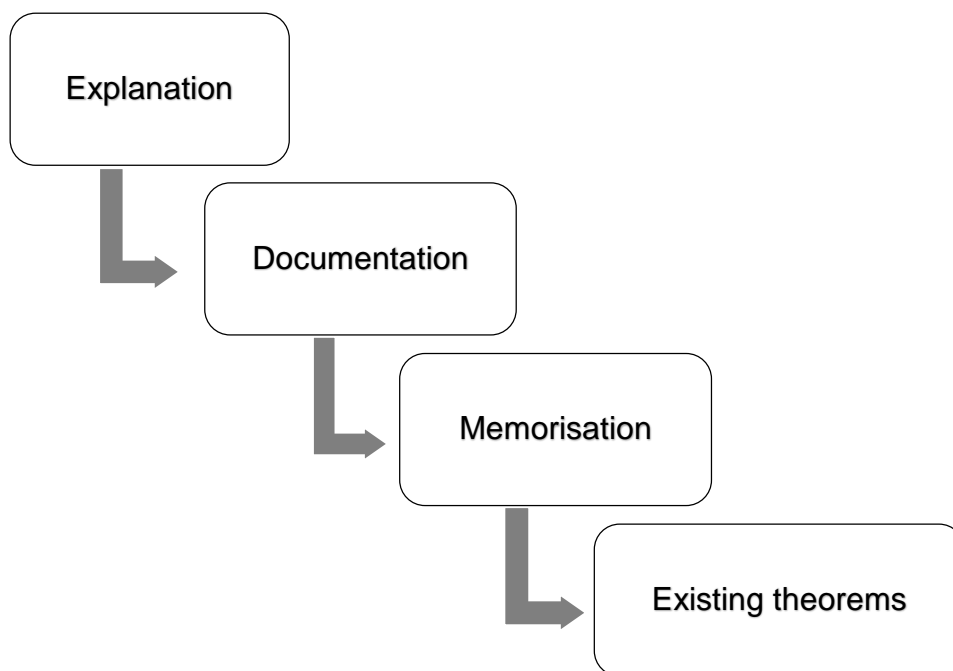 Explanation
Documentation
Memorisation
Existing theorems